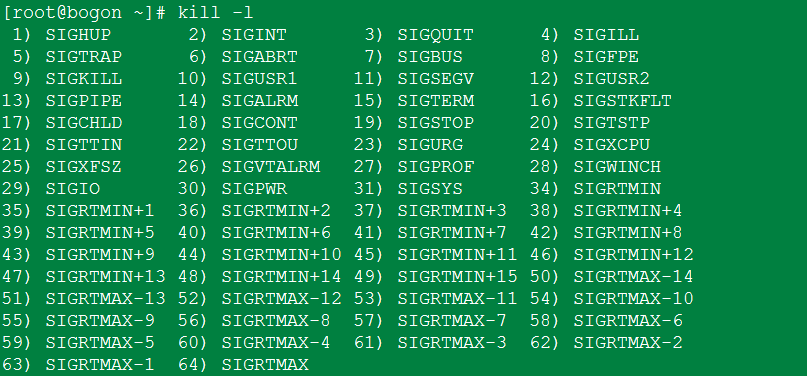 [root@bogon ~]# kill -l
 1) SIGHUP       2) SIGINT       3) SIGQUIT      4) SIGILL
 5) SIGTRAP      6) SIGABRT      7) SIGBUS       8) SIGFPE
 9) SIGKILL     10) SIGUSR1     11) SIGSEGV     12) SIGUSR2
13) SIGPIPE     14) SIGALRM     15) SIGTERM     16) SIGSTKFLT
17) SIGCHLD     18) SIGCONT     19) SIGSTOP     20) SIGTSTP
21) SIGTTIN     22) SIGTTOU     23) SIGURG      24) SIGXCPU
25) SIGXFSZ     26) SIGVTALRM   27) SIGPROF     28) SIGWINCH
29) SIGIO       30) SIGPWR      31) SIGSYS      34) SIGRTMIN
35) SIGRTMIN+1  36) SIGRTMIN+2  37) SIGRTMIN+3  38) SIGRTMIN+4
39) SIGRTMIN+5  40) SIGRTMIN+6  41) SIGRTMIN+7  42) SIGRTMIN+8
43) SIGRTMIN+9  44) SIGRTMIN+10 45) SIGRTMIN+11 46) SIGRTMIN+12
47) SIGRTMIN+13 48) SIGRTMIN+14 49) SIGRTMIN+15 50) SIGRTMAX-14
51) SIGRTMAX-13 52) SIGRTMAX-12 53) SIGRTMAX-11 54) SIGRTMAX-10
55) SIGRTMAX-9  56) SIGRTMAX-8  57) SIGRTMAX-7  58) SIGRTMAX-6
59) SIGRTMAX-5  60) SIGRTMAX-4  61) SIGRTMAX-3  62) SIGRTMAX-2
63) SIGRTMAX-1  64) SIGRTMAX